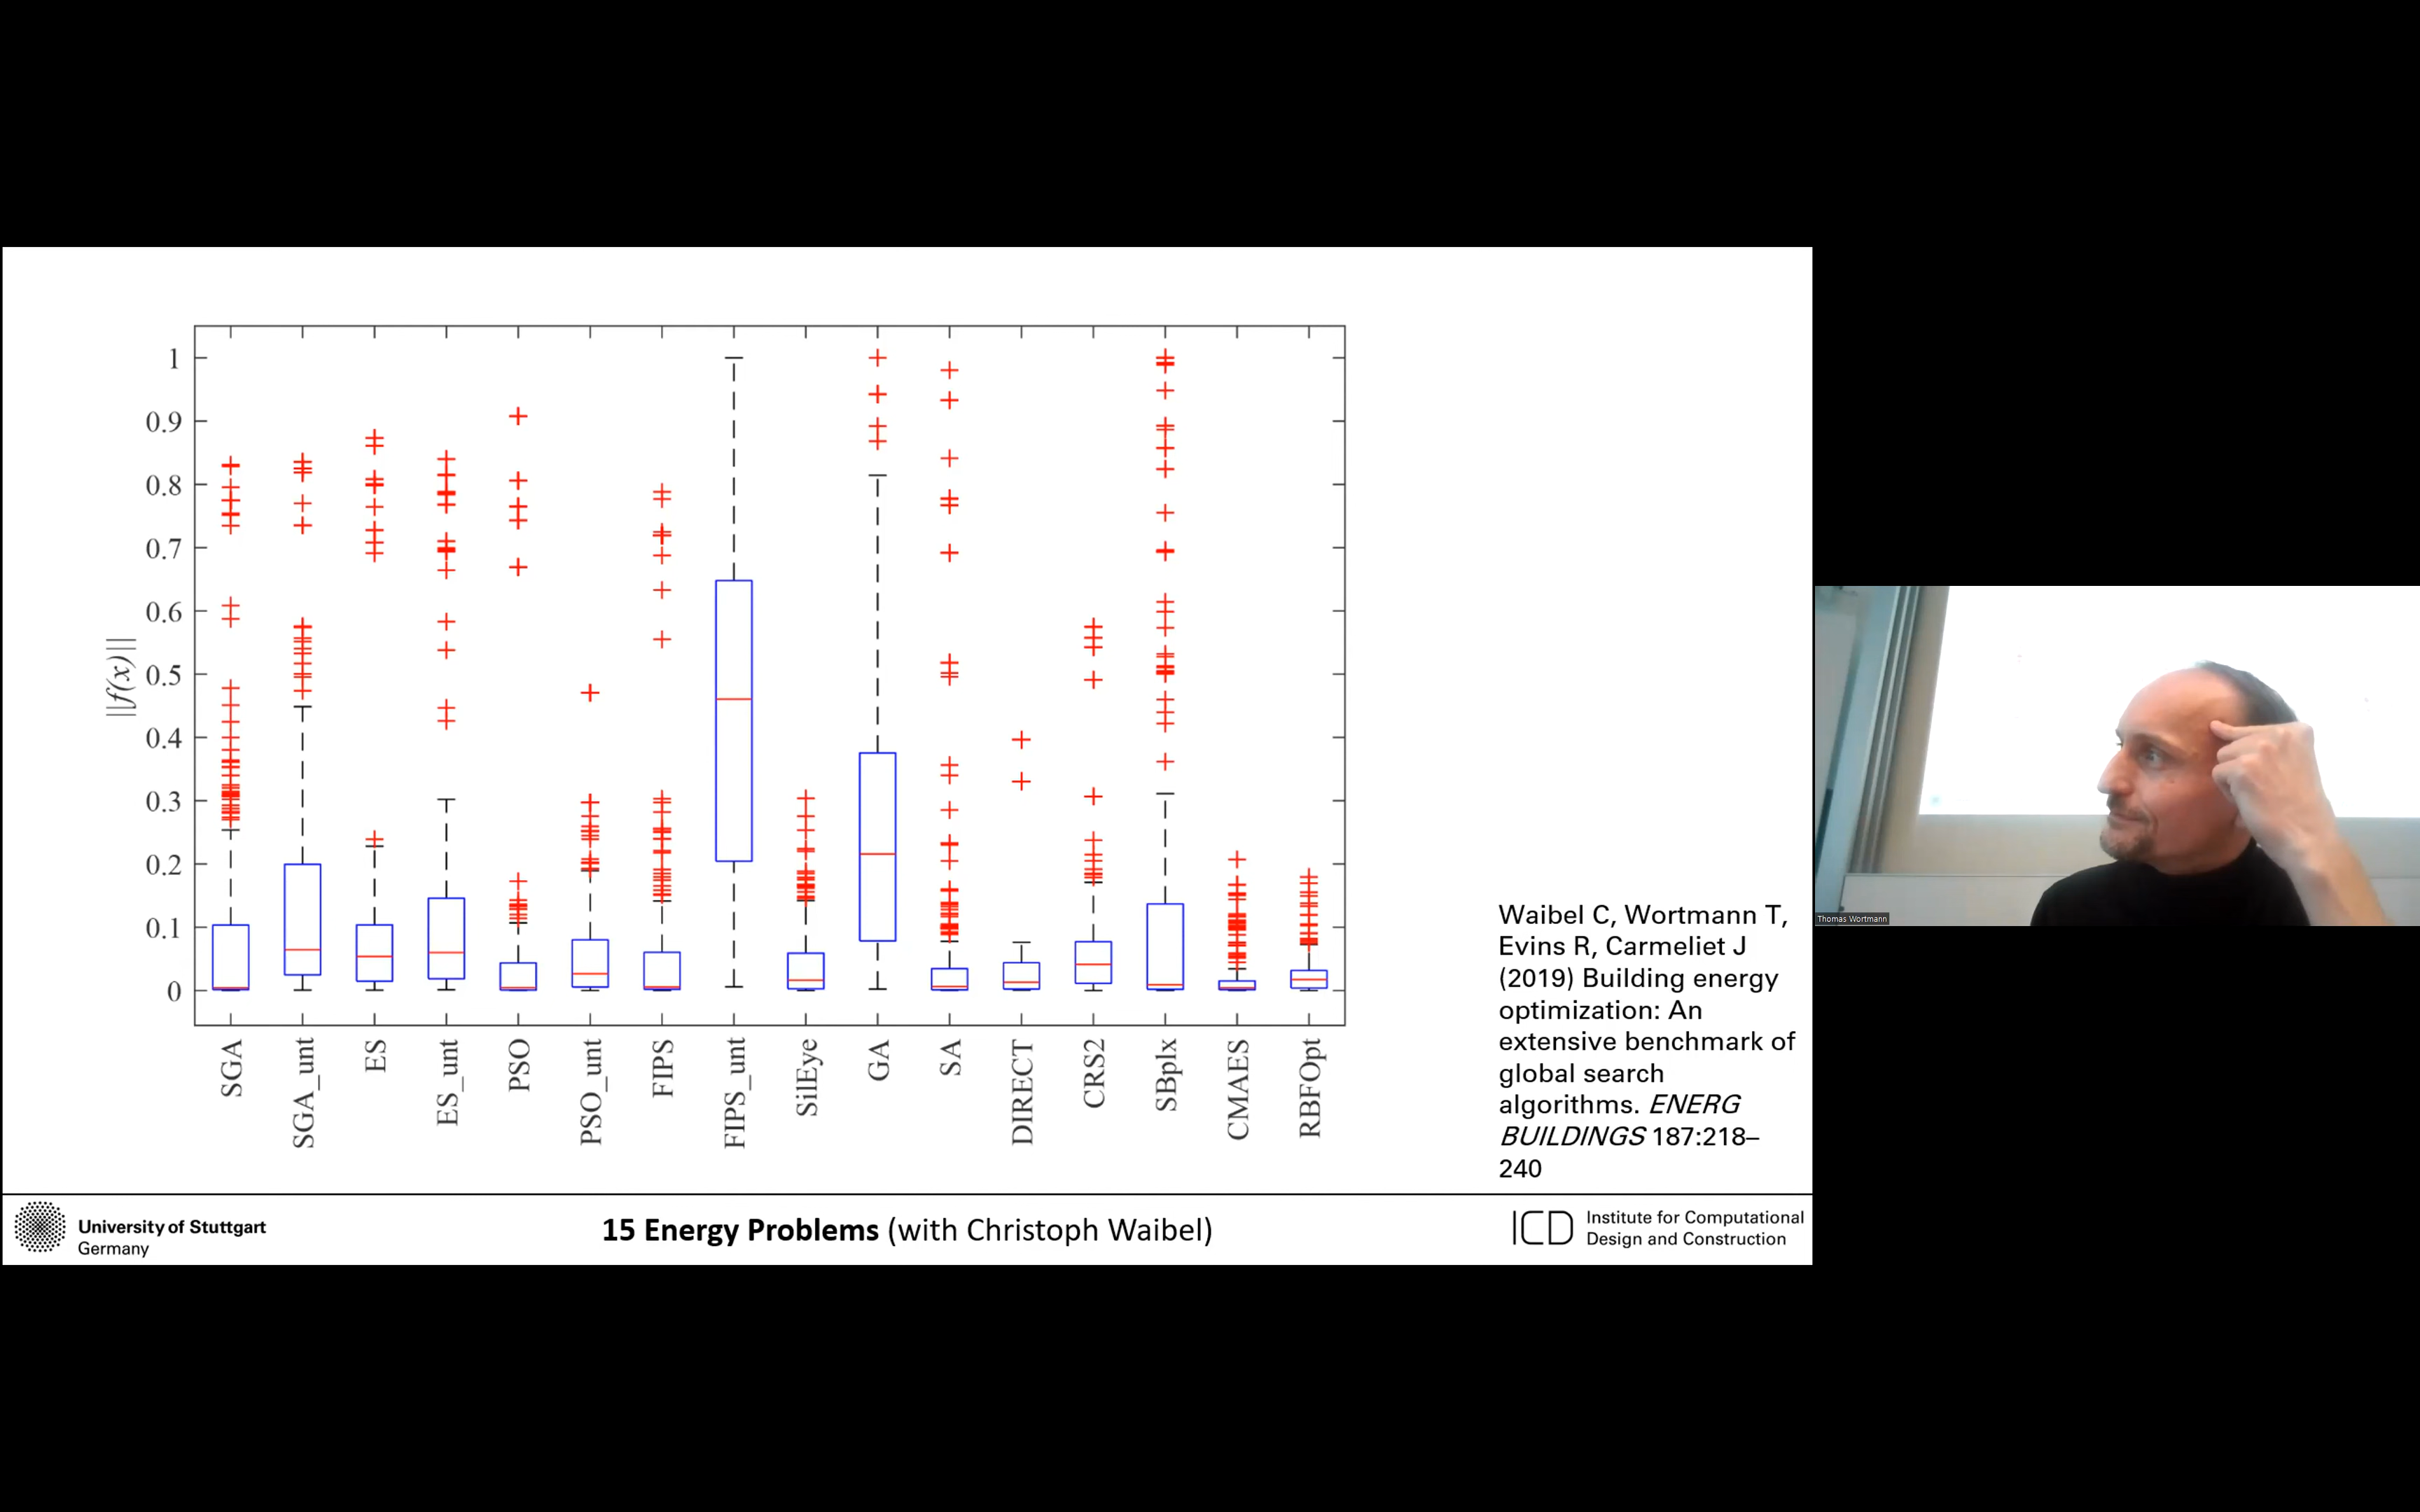 1
0.9
0.8
0.7
0.6
0.5
0.4
0.3
0.2
0.1
0
||f(x)||
SGA
SGA_unt
ES
ES_unt
PSO
PSO_unt
FIPS
FIPS_unt
SilEye
GA
SA
DIRECT
CRS2
SBplx
CMAES
RBFOpt
Waibel C, Wortmann T,
Evins R, Carmeliet J
(2019) Building energy
optimization: An
extensive benchmark of
global search
algorithms. ENERG
BUILDINGS 187:218–
240
University of Stuttgart
Germany
15 Energy Problems (with Christoph Waibel)
ICD
Institute for Computational
Design and Construction
Thomas Wortmann